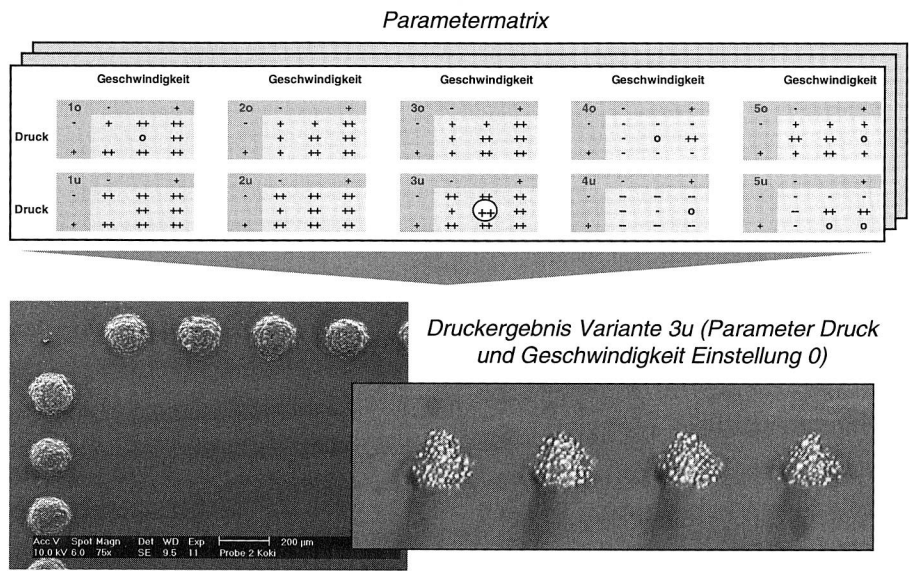 Parametermatrix
Geschwindigkeit Geschwindigkeit Geschwindigkeit Geschwindigkeit Geschwindigkeit
1o - + 2o - + 3o - + 4o - + 5o - +
- + ++ ++ - + + ++ - + + ++ - - - - - + + +
Druck o ++ + ++ ++ + ++ ++ - o ++ ++ ++ o
+ ++ ++ ++ + + ++ ++ + ++ ++ ++ + - - - + + ++ +
1u - + 2u - + 3u - + 4u - + 5u - +
- ++ ++ ++ - ++ ++ ++ - ++ ++ ++ - -- -- - - - - -
Druck ++ ++ + ++ ++ + ++ ++ -- - o -- ++ ++
+ ++ ++ ++ + ++ ++ ++ + ++ ++ ++ + -- -- -- + - o o
Druckergebnis Variante 3u (Parameter Druck
und Geschwindigkeit Einstellung 0)
Acc.V Spot Magn Det WD Exp 200 µm
10.0 kV 6.0 75x SE 9.5 11 Probe 2 Koki